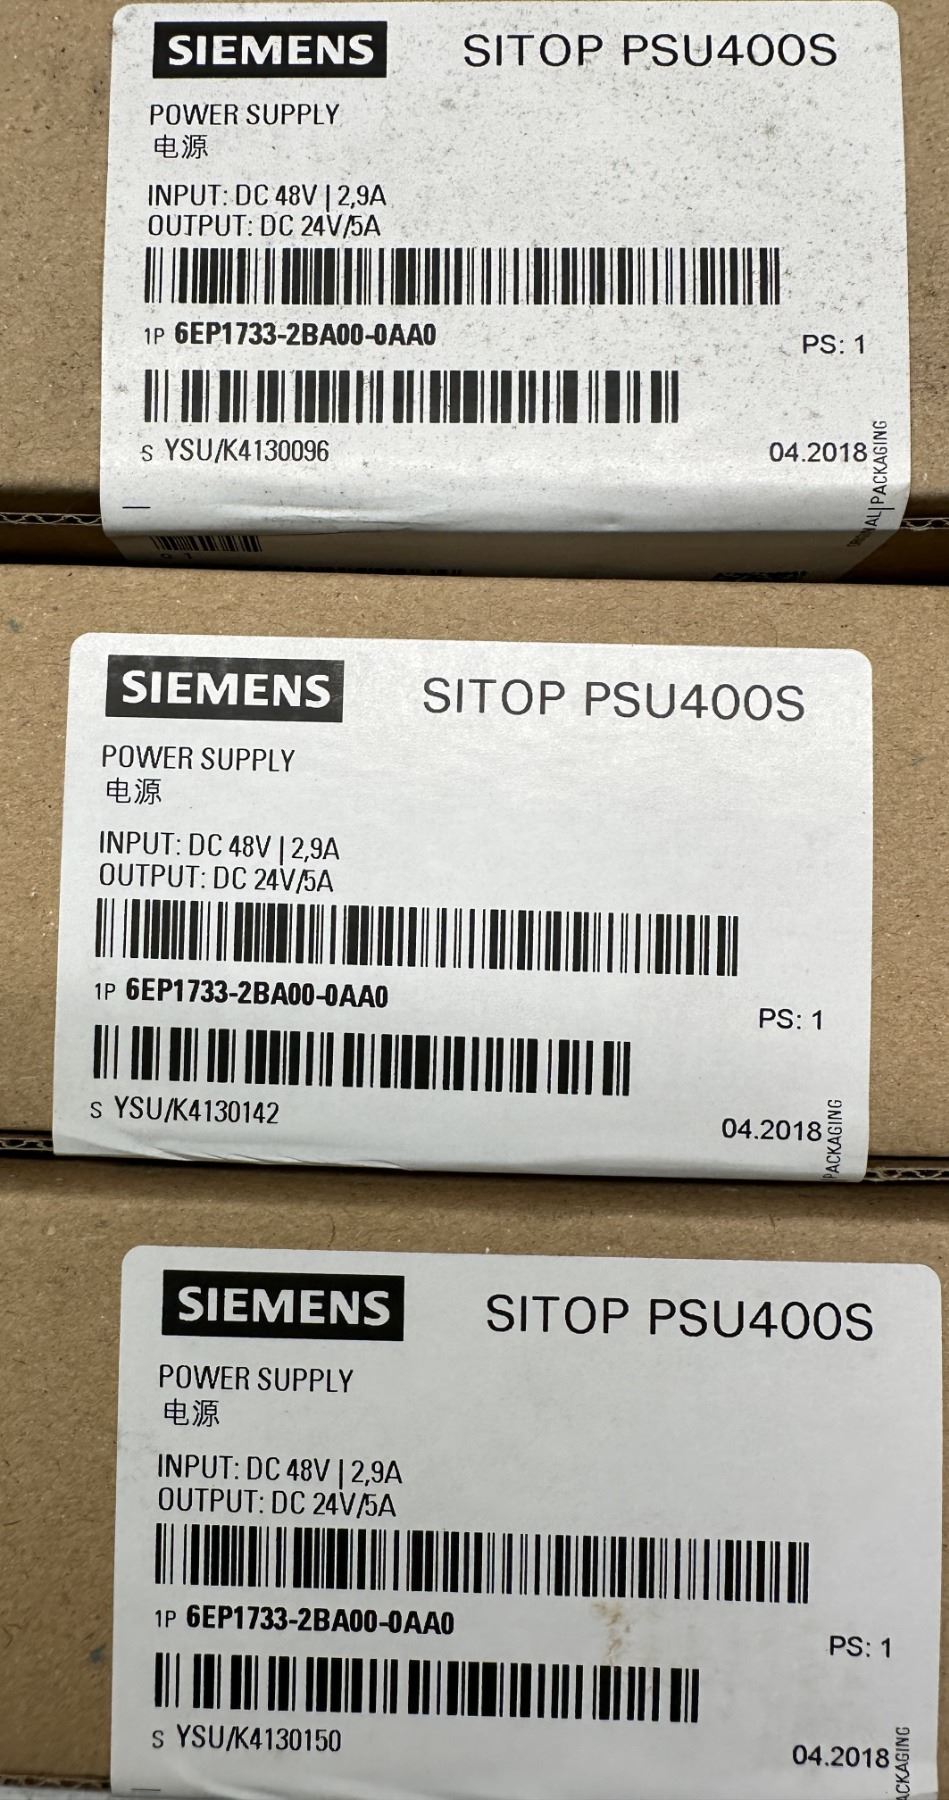 SIEMENS SITOP PSU400S
POWER SUPPLY
电源
INPUT: DC 48V | 2,9A
OUTPUT: DC 24V/5A
1P 6EP1733-2BA00-0AA0
PS: 1
S YSU/K4130096
04.2018
ORIGINAL PACKAGING
SIEMENS SITOP PSU400S
POWER SUPPLY
电源
INPUT: DC 48V | 2,9A
OUTPUT: DC 24V/5A
1P 6EP1733-2BA00-0AA0
PS: 1
S YSU/K4130142
04.2018
PACKAGING
SIEMENS SITOP PSU400S
POWER SUPPLY
电源
INPUT: DC 48V | 2,9A
OUTPUT: DC 24V/5A
1P 6EP1733-2BA00-0AA0
PS: 1
S YSU/K4130150
04.2018
ACKAGING